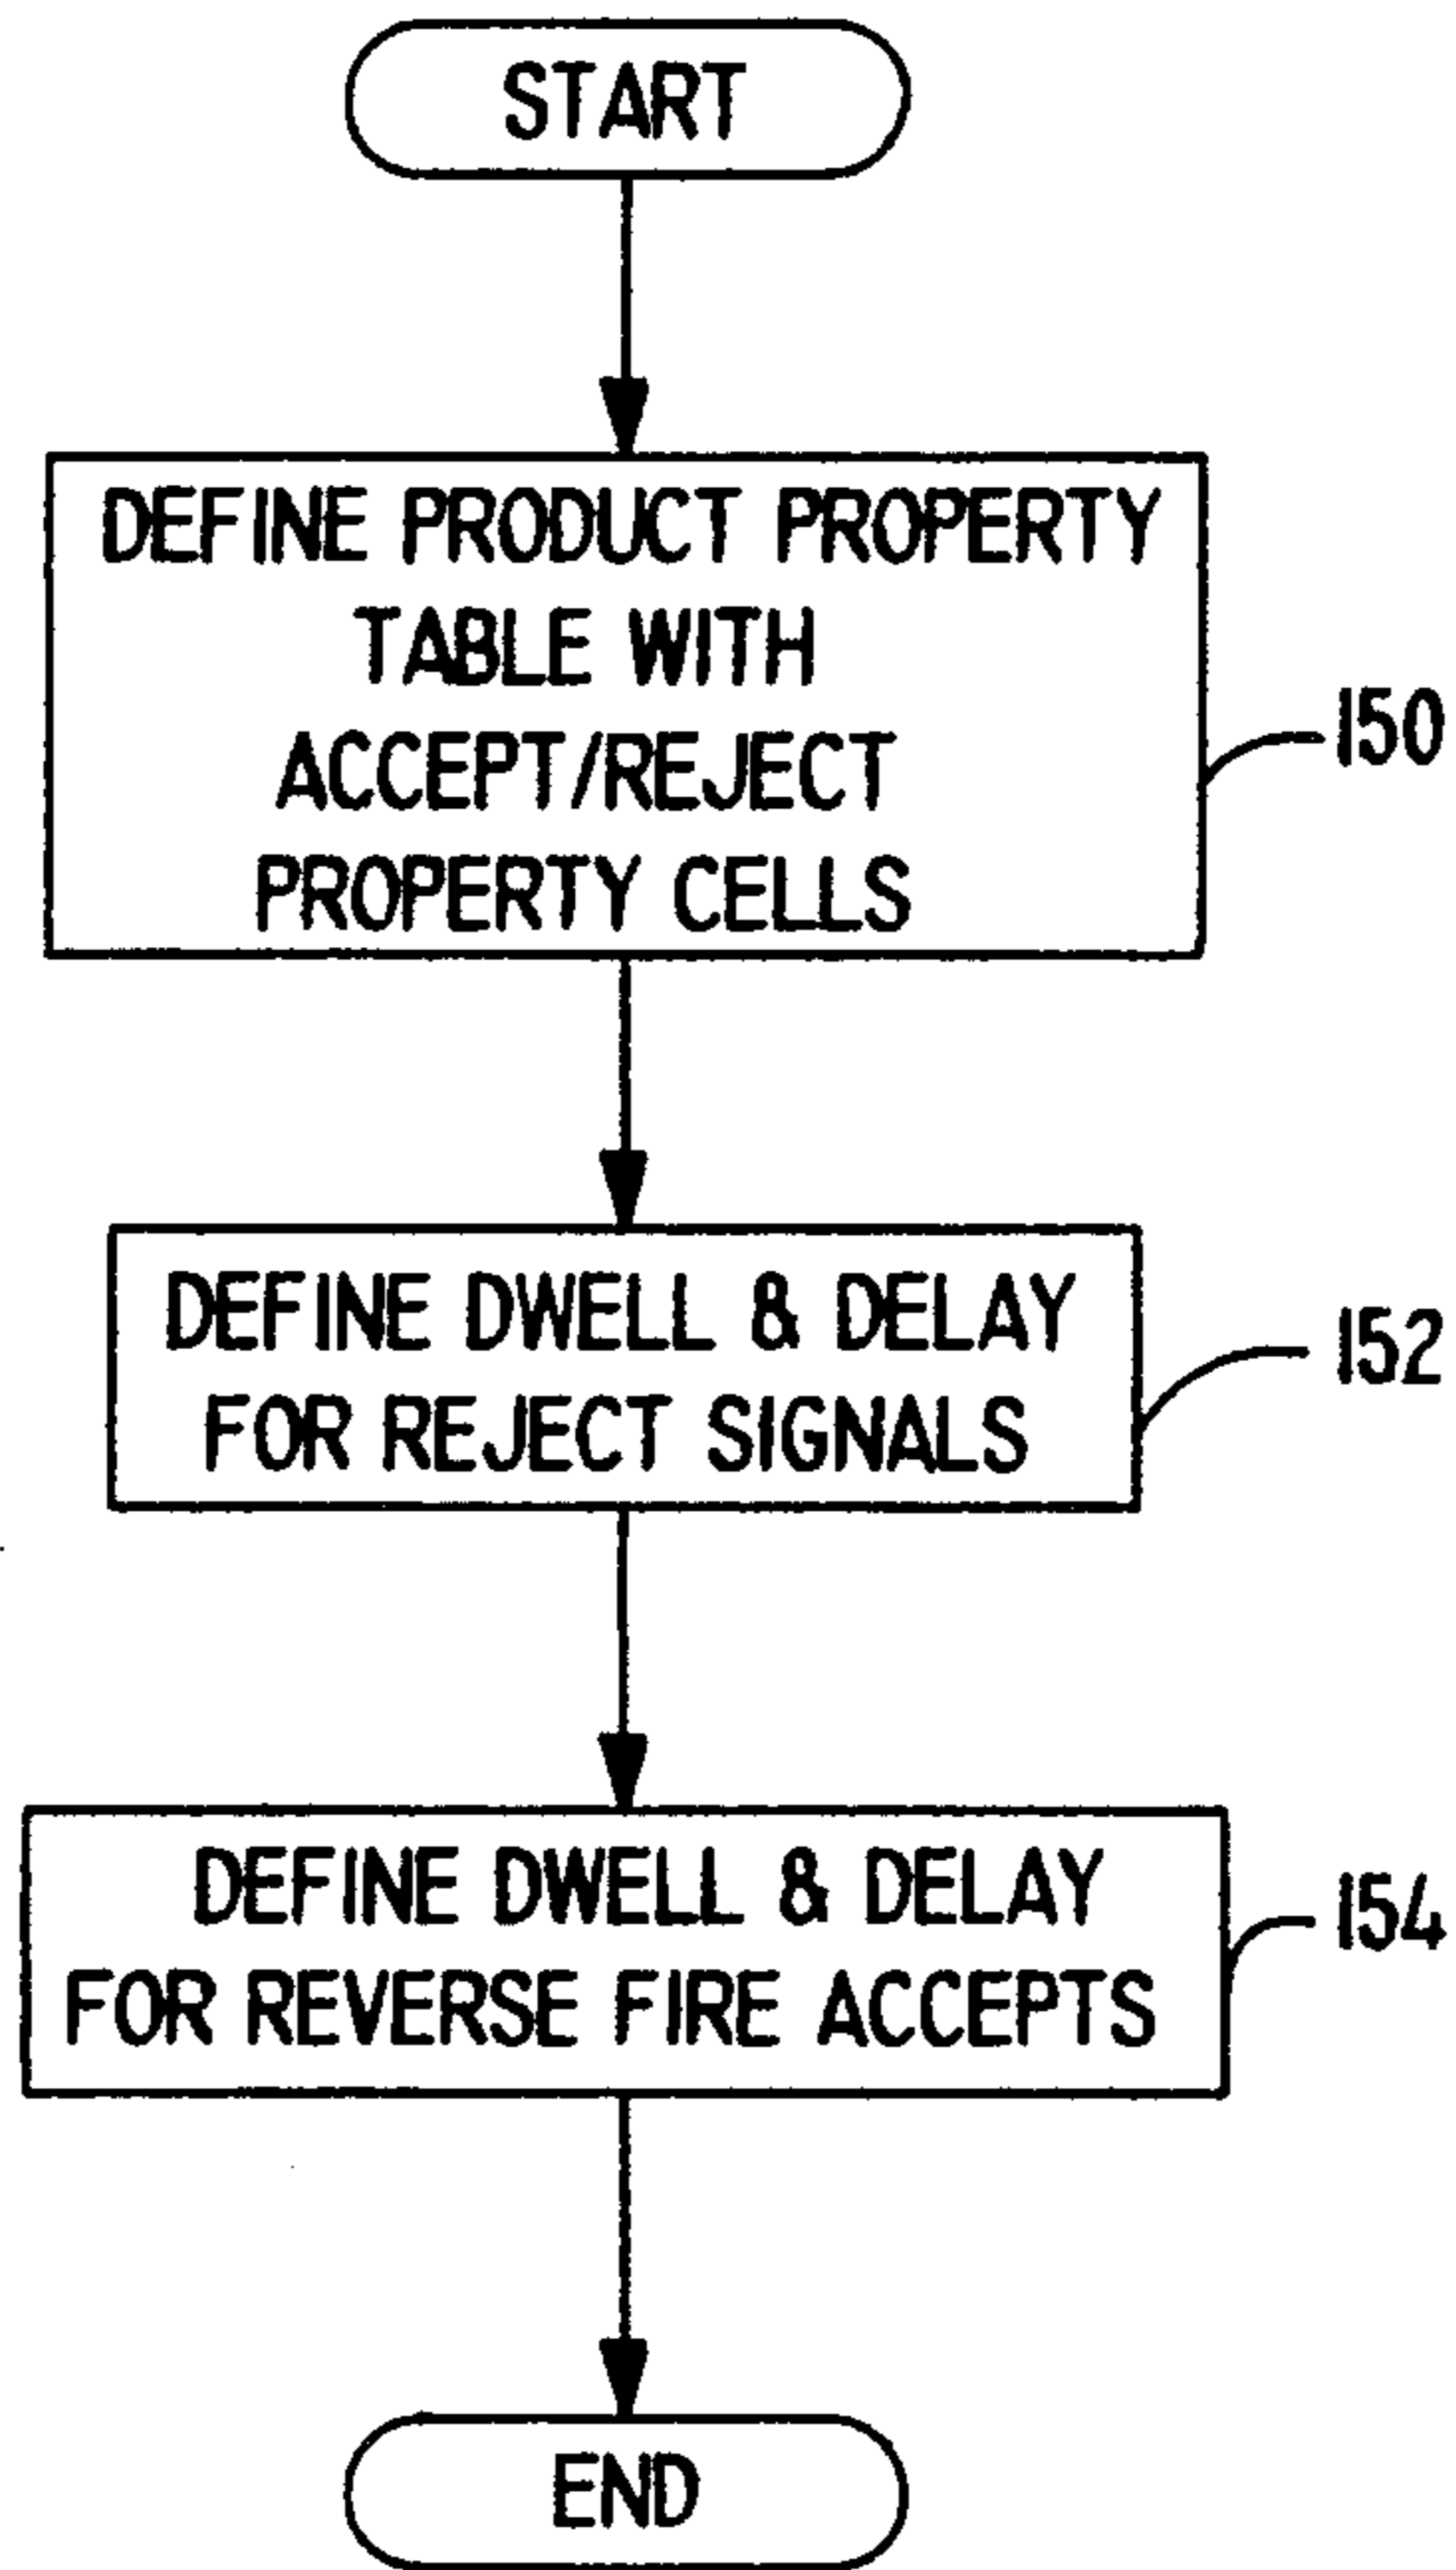 START
DEFINE PRODUCT PROPERTY
TABLE WITH
ACCEPT/REJECT
PROPERTY CELLS
150
DEFINE DWELL & DELAY
FOR REJECT SIGNALS
152
DEFINE DWELL & DELAY
FOR REVERSE FIRE ACCEPTS
154
END